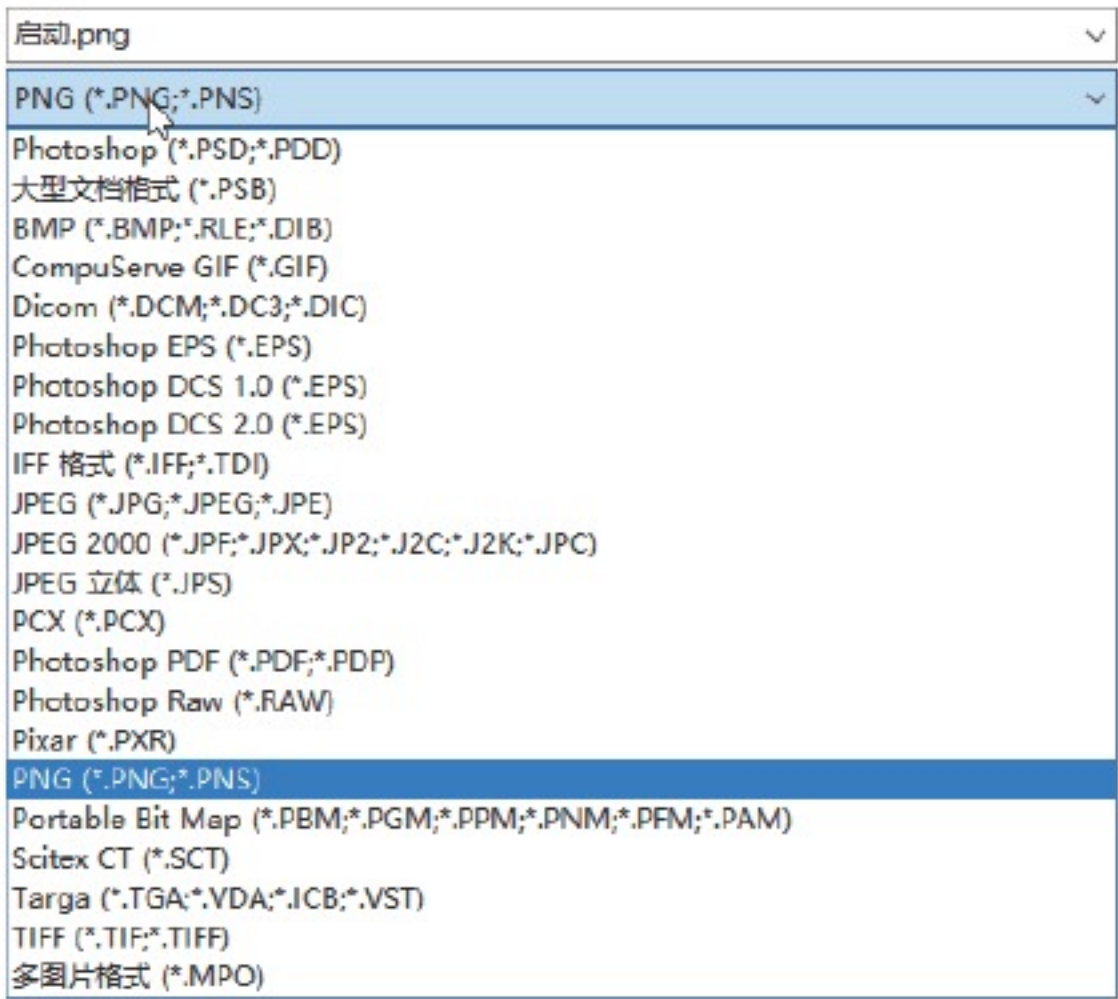 启动.png
PNG (*.PNG;*.PNS)
Photoshop (*.PSD;*.PDD)
大型文档格式 (*.PSB)
BMP (*.BMP;*.RLE;*.DIB)
CompuServe GIF (*.GIF)
Dicom (*.DCM;*.DC3;*.DIC)
Photoshop EPS (*.EPS)
Photoshop DCS 1.0 (*.EPS)
Photoshop DCS 2.0 (*.EPS)
IFF 格式 (*.IFF;*.TDI)
JPEG (*.JPG;*.JPEG;*.JPE)
JPEG 2000 (*.JPF;*.JPX;*.JP2;*.J2C;*.J2K;*.JPC)
JPEG 立体 (*.JPS)
PCX (*.PCX)
Photoshop PDF (*.PDF;*.PDP)
Photoshop Raw (*.RAW)
Pixar (*.PXR)
PNG (*.PNG;*.PNS)
Portable Bit Map (*.PBM;*.PGM;*.PPM;*.PNM;*.PFM;*.PAM)
Scitex CT (*.SCT)
Targa (*.TGA;*.VDA;*.ICB;*.VST)
TIFF (*.TIF;*.TIFF)
多图片格式 (*.MPO)